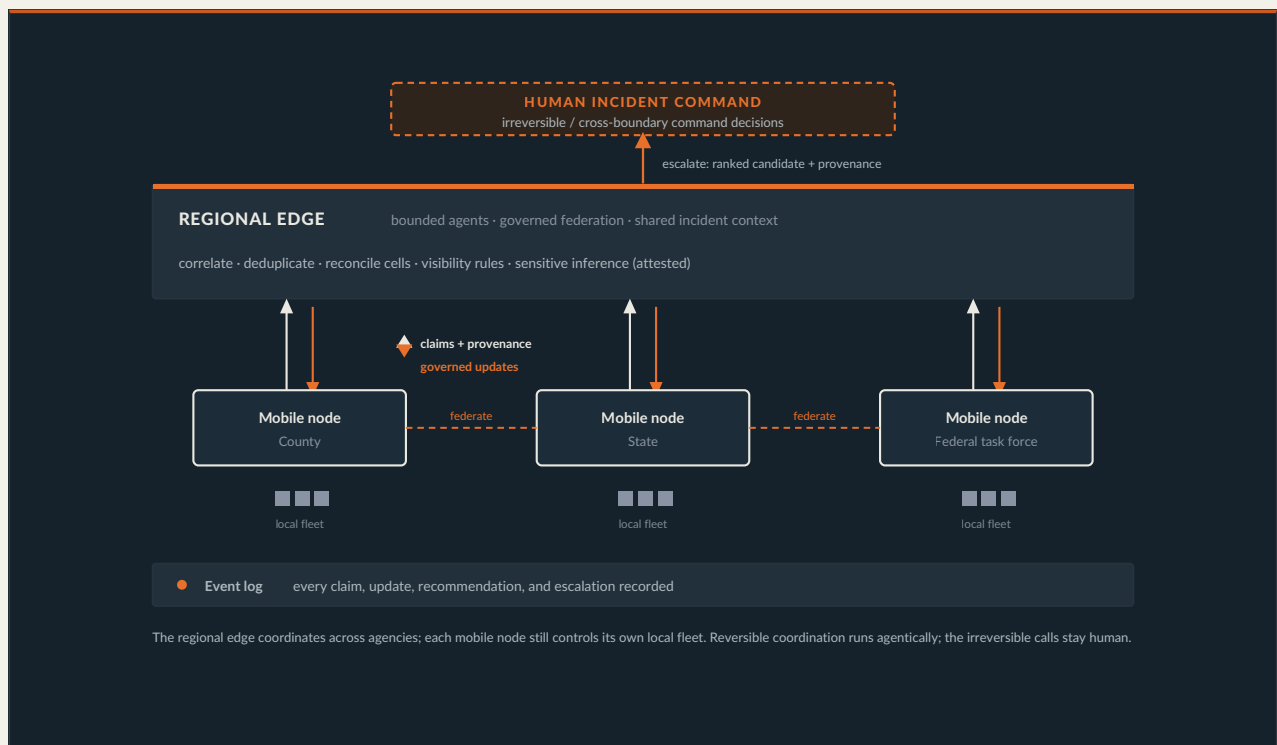 HUMAN INCIDENT COMMAND
irreversible / cross-boundary command decisions
escalate: ranked candidate + provenance
REGIONAL EDGE bounded agents · governed federation · shared incident context
correlate · deduplicate · reconcile cells · visibility rules · sensitive inference (attested)
claims + provenance
governed updates
Mobile node
County
federate
Mobile node
State
federate
Mobile node
Federal task force
local fleet
local fleet
local fleet
Event log every claim, update, recommendation, and escalation recorded
The regional edge coordinates across agencies; each mobile node still controls its own local fleet. Reversible coordination runs agentically; the irreversible calls stay human.